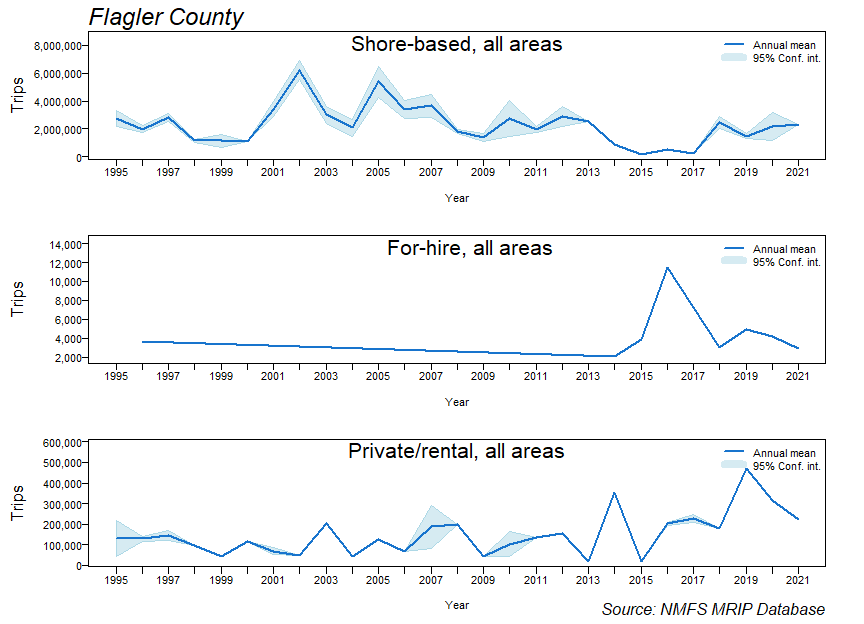 Flagler County
Shore-based, all areas
Annual mean
95% Conf. int.
Trips
8,000,000
6,000,000
4,000,000
2,000,000
0
1995 1997 1999 2001 2003 2005 2007 2009 2011 2013 2015 2017 2019 2021
Year
For-hire, all areas
Annual mean
95% Conf. int.
Trips
14,000
12,000
10,000
8,000
6,000
4,000
2,000
1995 1997 1999 2001 2003 2005 2007 2009 2011 2013 2015 2017 2019 2021
Year
Private/rental, all areas
Annual mean
95% Conf. int.
Trips
600,000
500,000
400,000
300,000
200,000
100,000
0
1995 1997 1999 2001 2003 2005 2007 2009 2011 2013 2015 2017 2019 2021
Year
Source: NMFS MRIP Database